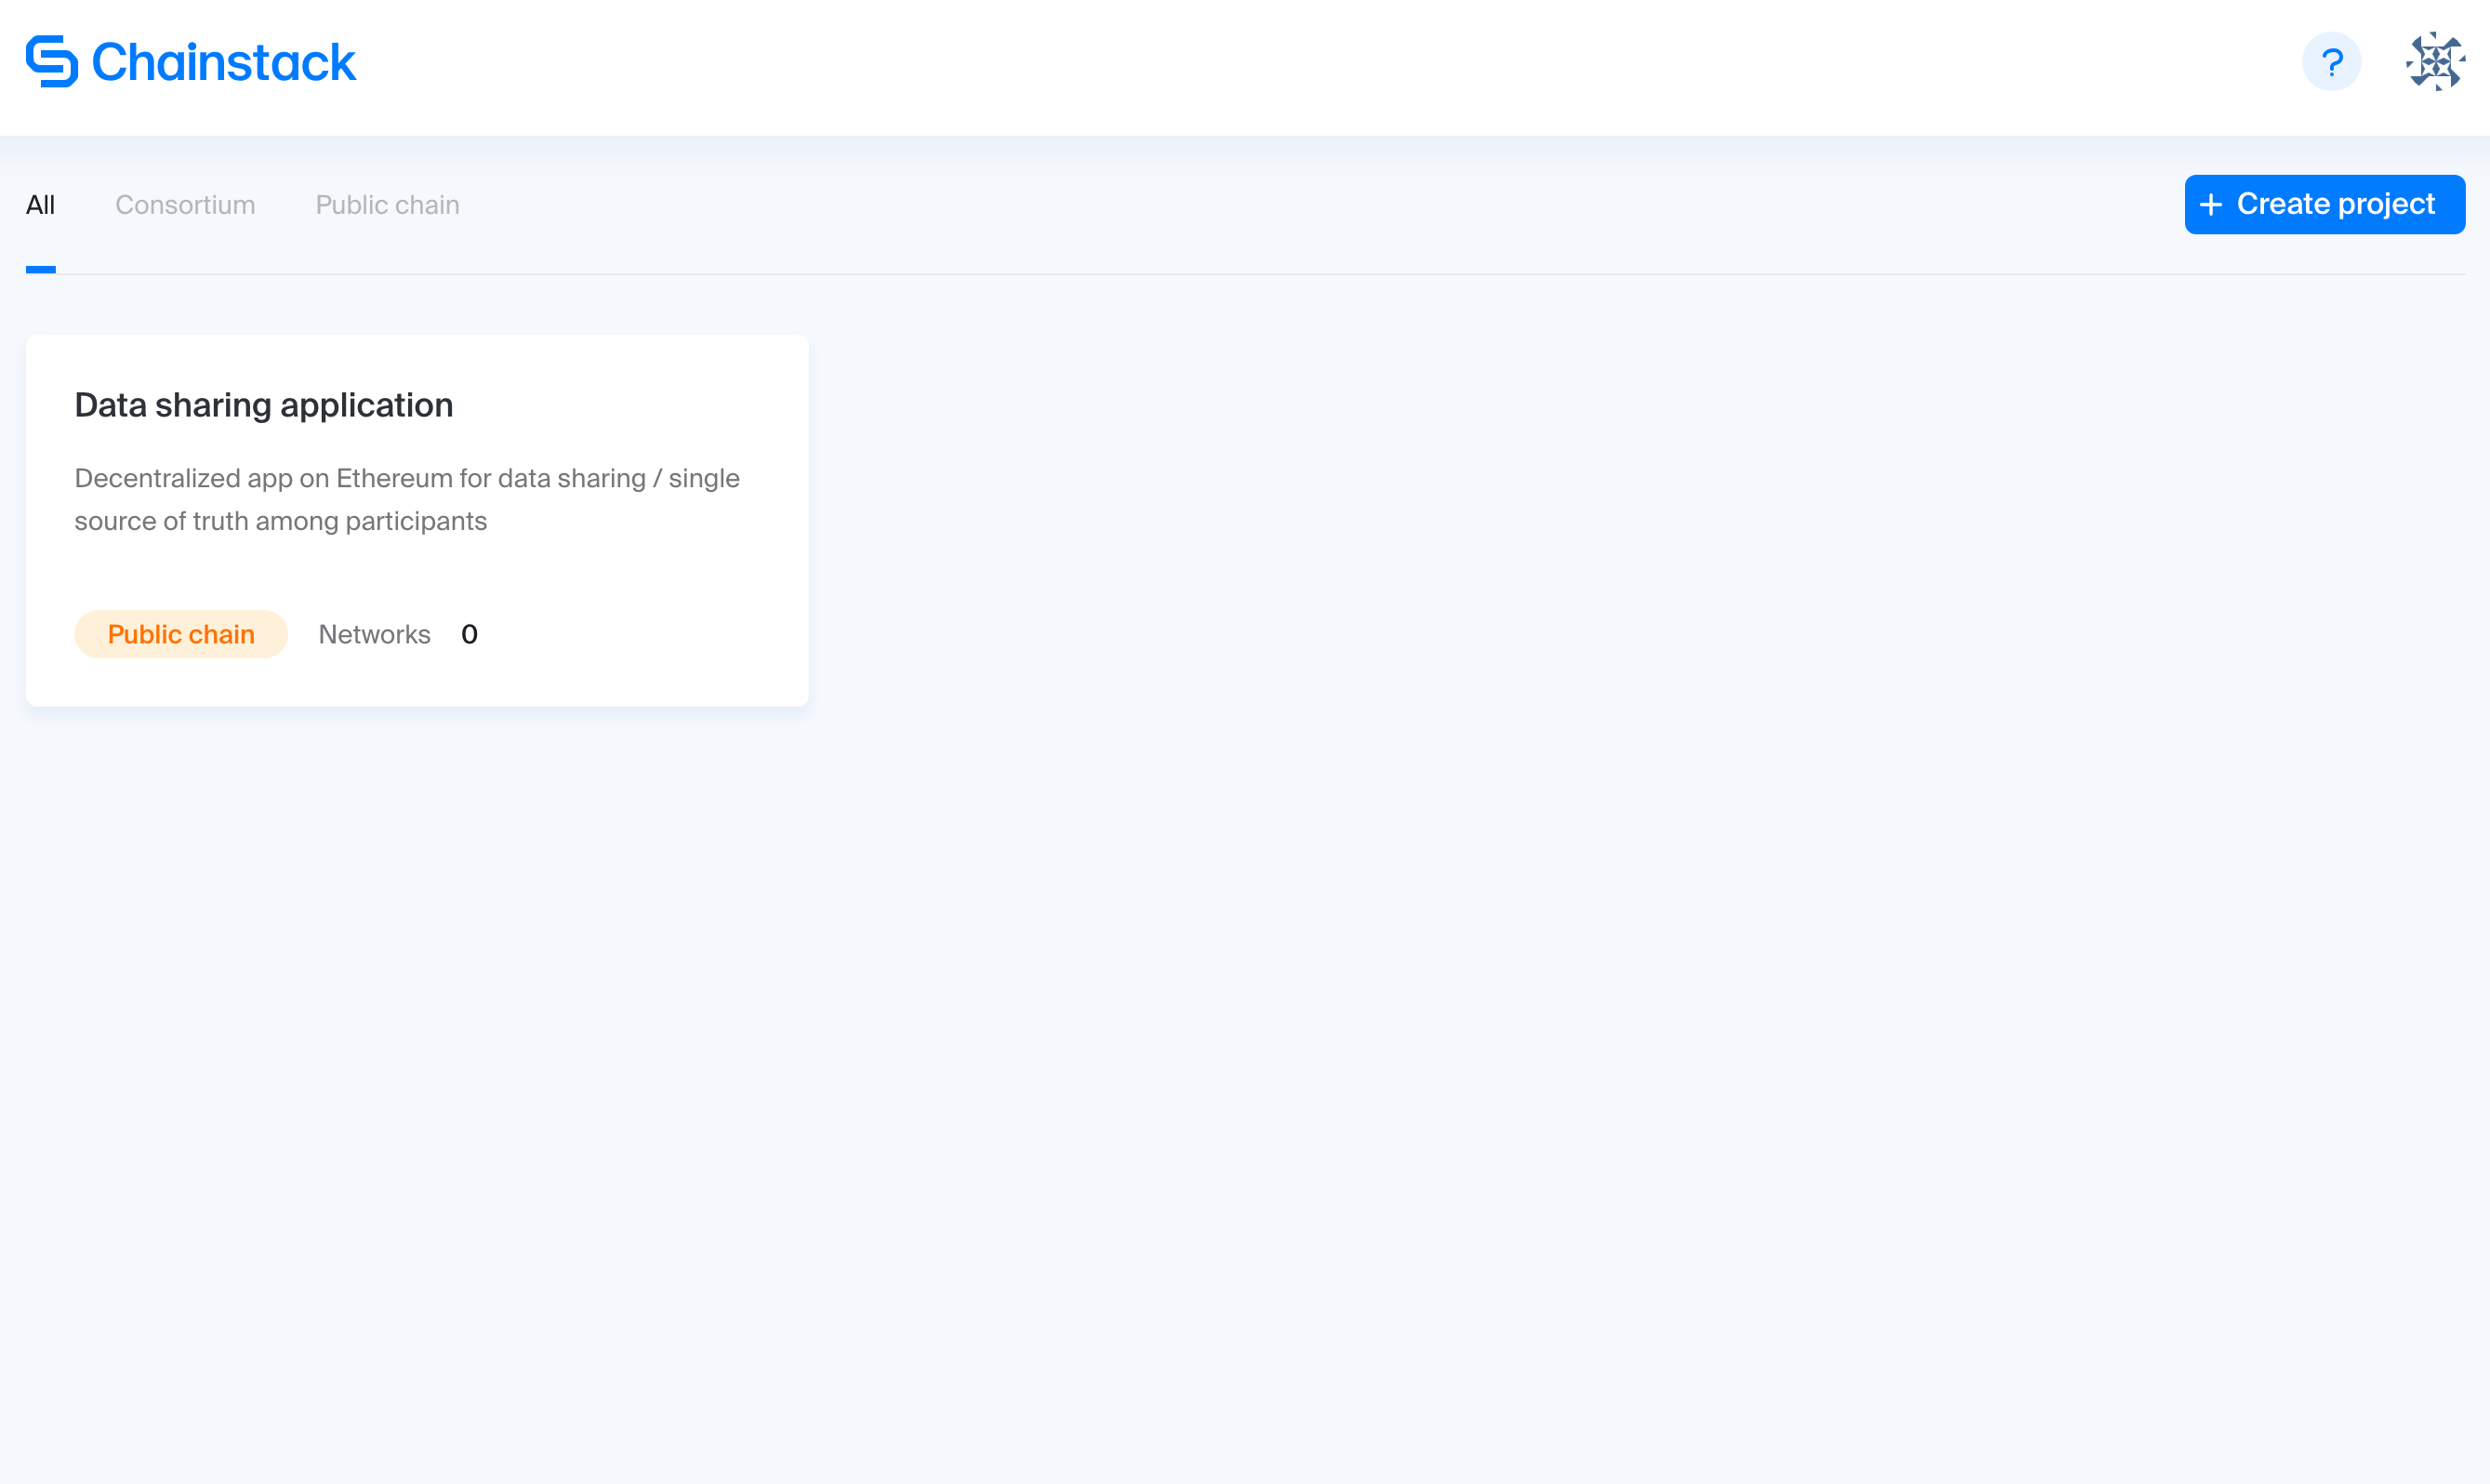 Chainstack
?
All Consortium Public chain
+ Create project
Data sharing application
Decentralized app on Ethereum for data sharing / single
source of truth among participants
Public chain Networks 0